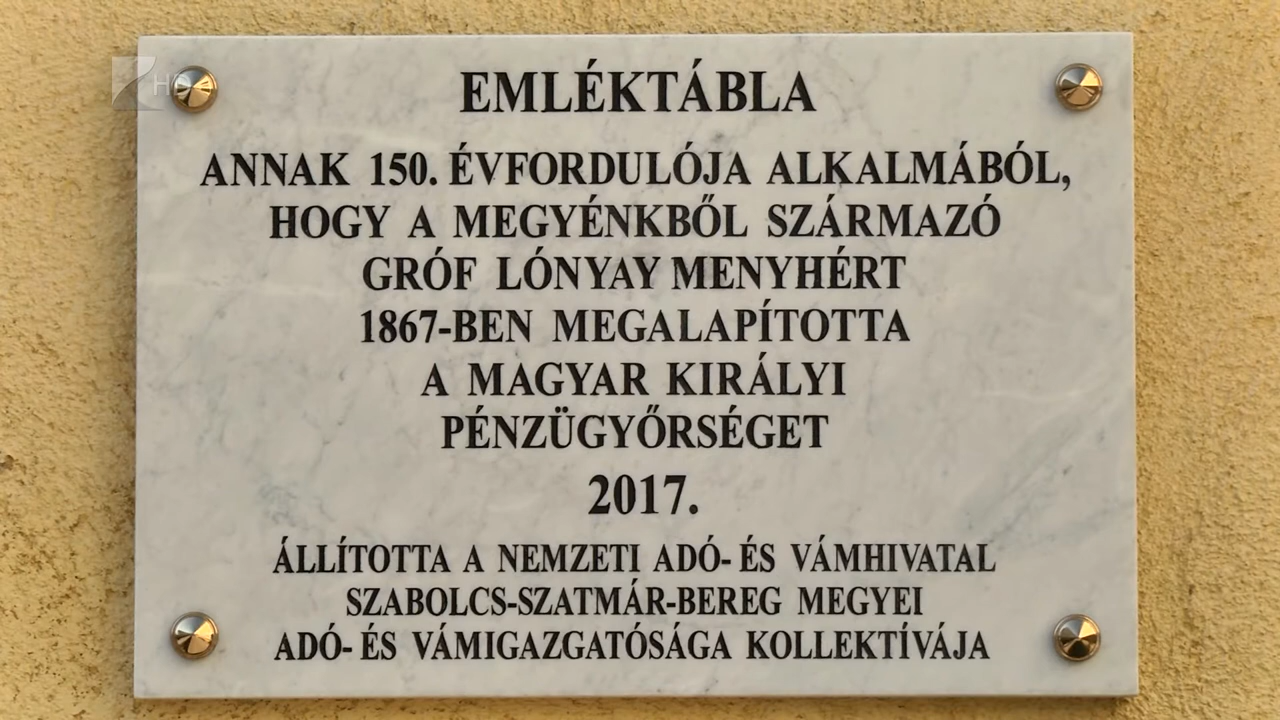 HD
EMLÉKTÁBLA
ANNAK 150. ÉVFORDULÓJA ALKALMÁBÓL,
HOGY A MEGYÉNKBŐL SZÁRMAZÓ
GRÓF LÓNYAY MENYHÉRT
1867-BEN MEGALAPÍTOTTA
A MAGYAR KIRÁLYI
PÉNZÜGYŐRSÉGET
2017.
ÁLLÍTOTTA A NEMZETI ADÓ- ÉS VÁMHIVATAL
SZABOLCS-SZATMÁR-BEREG MEGYEI
ADÓ- ÉS VÁMIGAZGATÓSÁGA KOLLEKTÍVÁJA